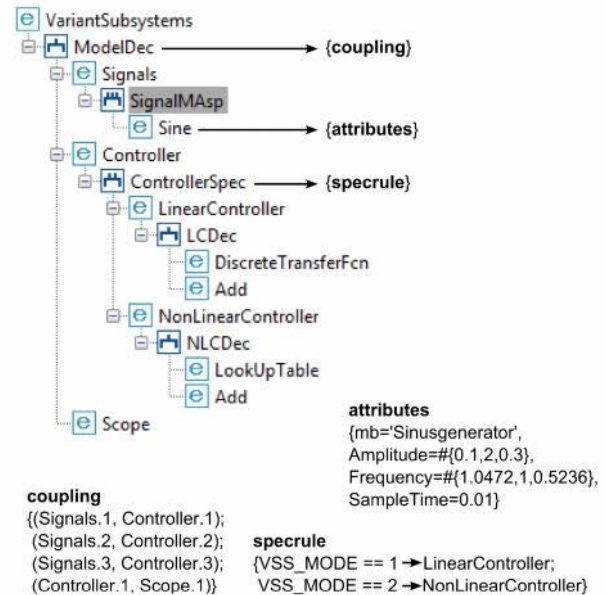 VariantSubsystems
ModelDec → {coupling}
Signals
SignalMAsp
Sine → {attributes}
Controller
ControllerSpec → {specrule}
LinearController
LCDec
DiscreteTransferFcn
Add
NonLinearController
NLCDec
LookUpTable
Add
Scope
attributes
{mb='Sinusgenerator',
Amplitude=#{0.1,2,0.3},
Frequency=#{1.0472,1,0.5236},
SampleTime=0.01}
coupling
{(Signals.1, Controller.1);
(Signals.2, Controller.2);
(Signals.3, Controller.3);
(Controller.1, Scope.1)}
specrule
{VSS_MODE == 1 → LinearController;
VSS_MODE == 2 → NonLinearController}